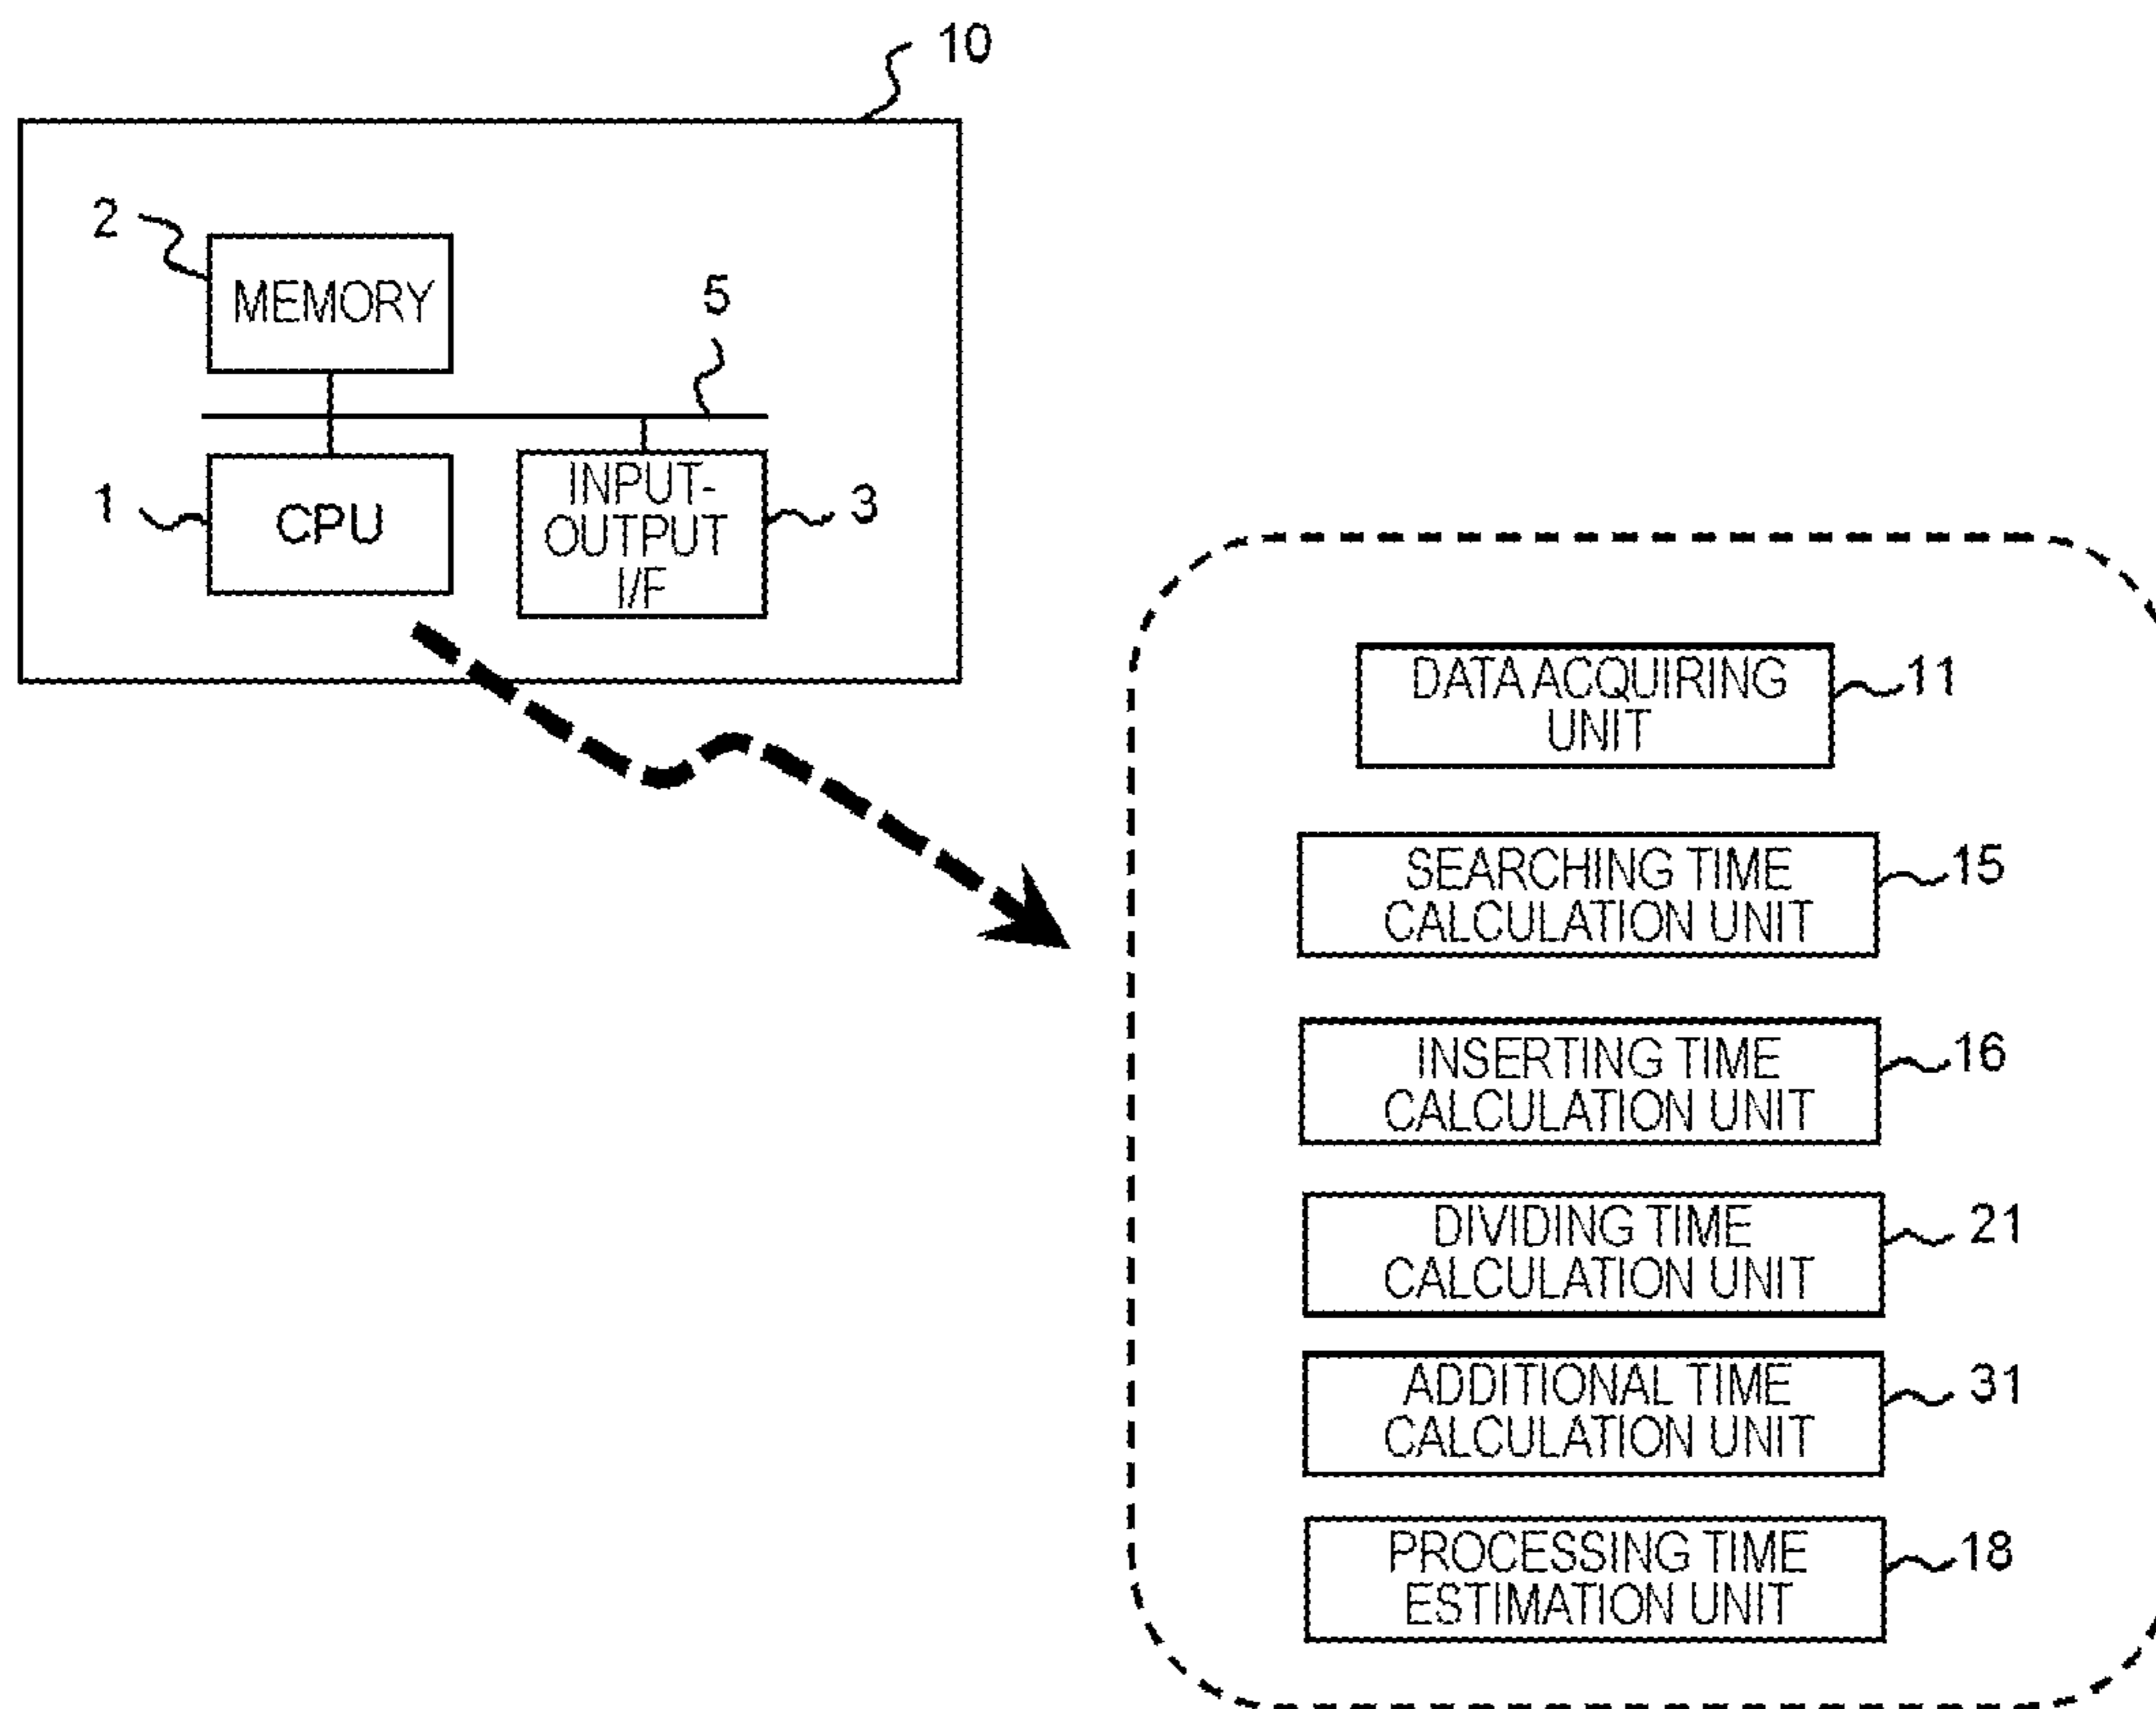 10
2
MEMORY
5
1
CPU
INPUT-
OUTPUT
I/F
3
DATA ACQUIRING
UNIT
11
SEARCHING TIME
CALCULATION UNIT
15
INSERTING TIME
CALCULATION UNIT
16
DIVIDING TIME
CALCULATION UNIT
21
ADDITIONAL TIME
CALCULATION UNIT
31
PROCESSING TIME
ESTIMATION UNIT
18